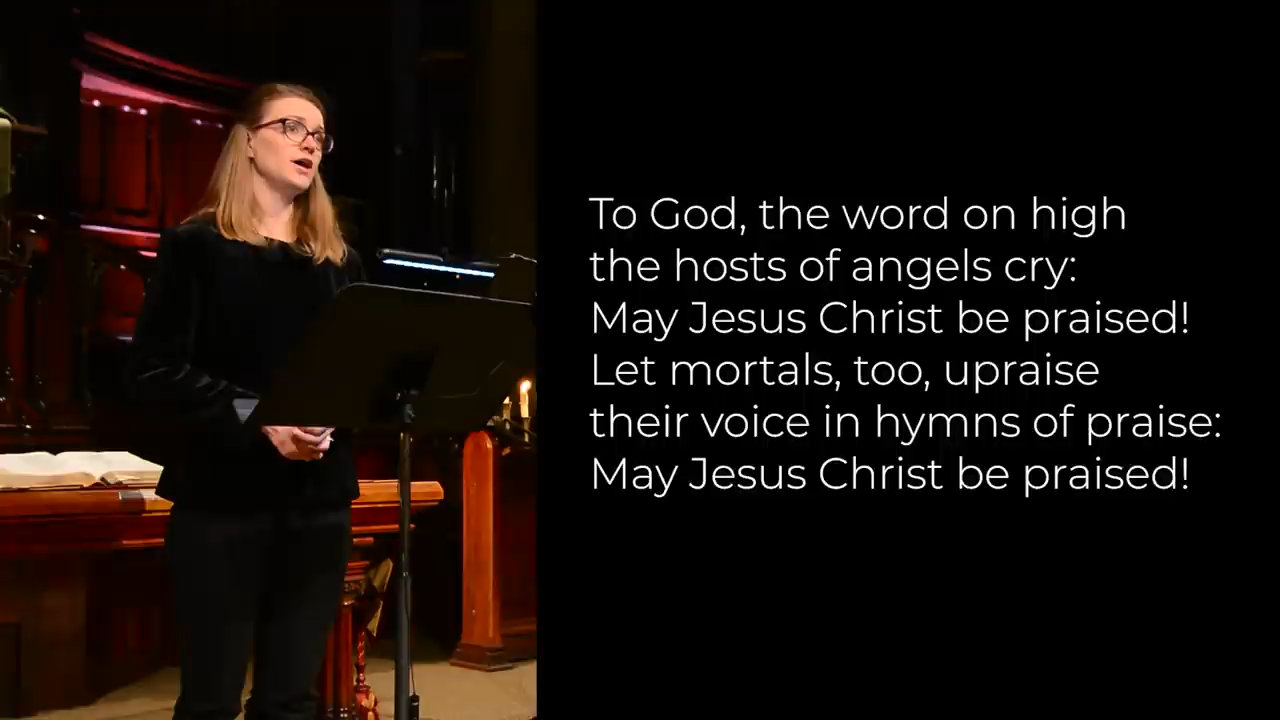 To God, the word on high
the hosts of angels cry:
May Jesus Christ be praised!
Let mortals, too, upraise
their voice in hymns of praise:
May Jesus Christ be praised!